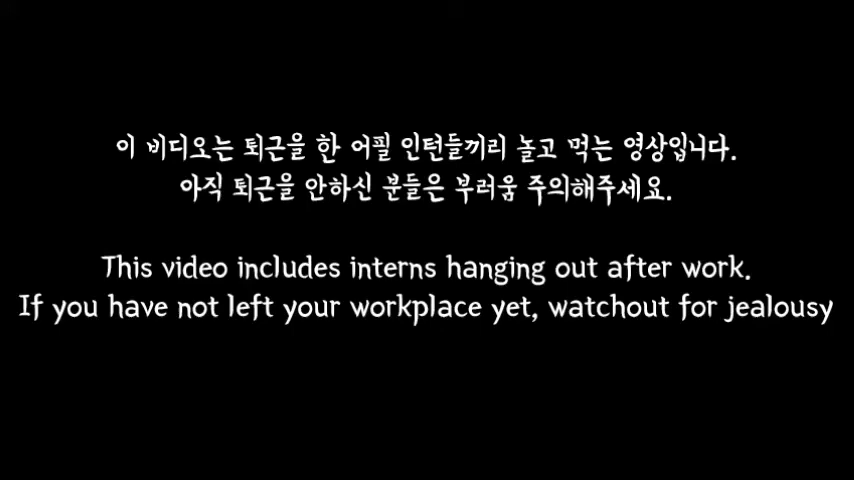 이 비디오는 퇴근을 한 어필 인턴들끼리 놀고 먹는 영상입니다.
아직 퇴근을 안하신 분들은 부러움 주의해주세요.
This video includes interns hanging out after work.
If you have not left your workplace yet, watchout for jealousy